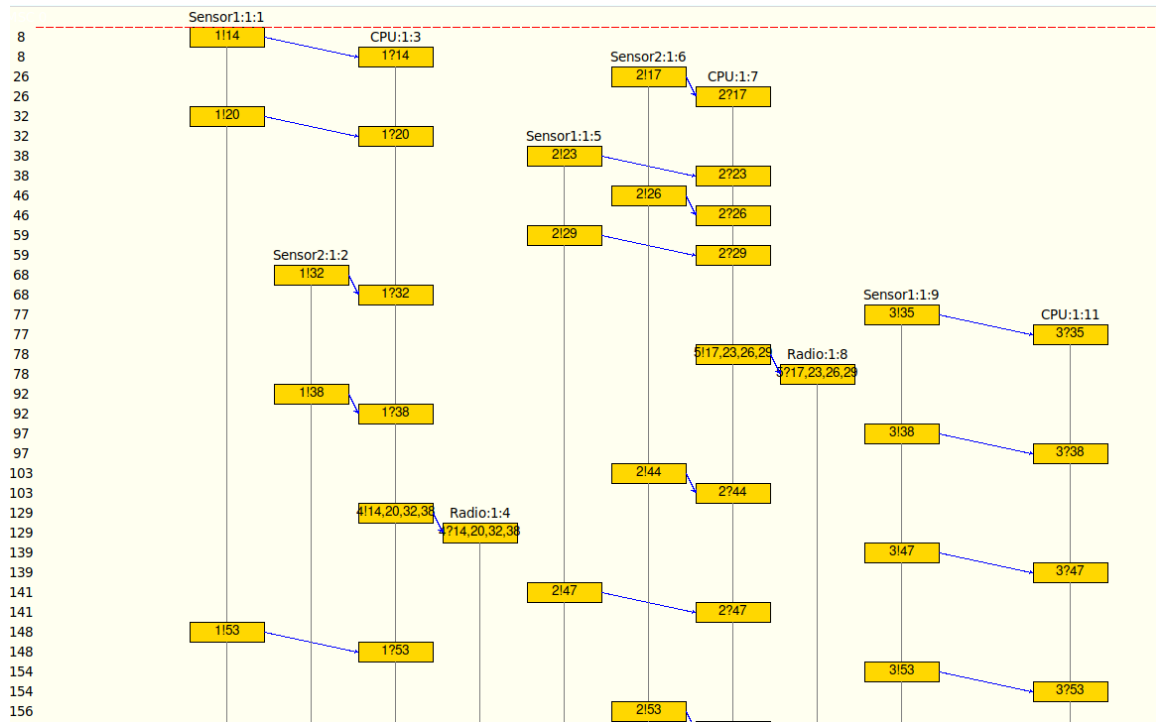 Sensor1:1:1
8 1!14 CPU:1:3
8 1?14 Sensor2:1:6
26 2!17 CPU:1:7
26 2?17
32 1!20
32 1?20 Sensor1:1:5
38 2!23
38 2?23
46 2!26
46 2?26
59 2!29
59 Sensor2:1:2 2?29
68 1!32
68 1?32 Sensor1:1:9
77 3!35 CPU:1:11
77 3?35
78 5!17,23,26,29 Radio:1:8
78 5?17,23,26,29
92 1!38
92 1?38
97 3!38
97 3?38
103 2!44
103 2?44
129 4!14,20,32,38 Radio:1:4
129 4?14,20,32,38
139 3!47
139 3?47
141 2!47
141 2?47
148 1!53
148 1?53
154 3!53
154 3?53
156 2!53